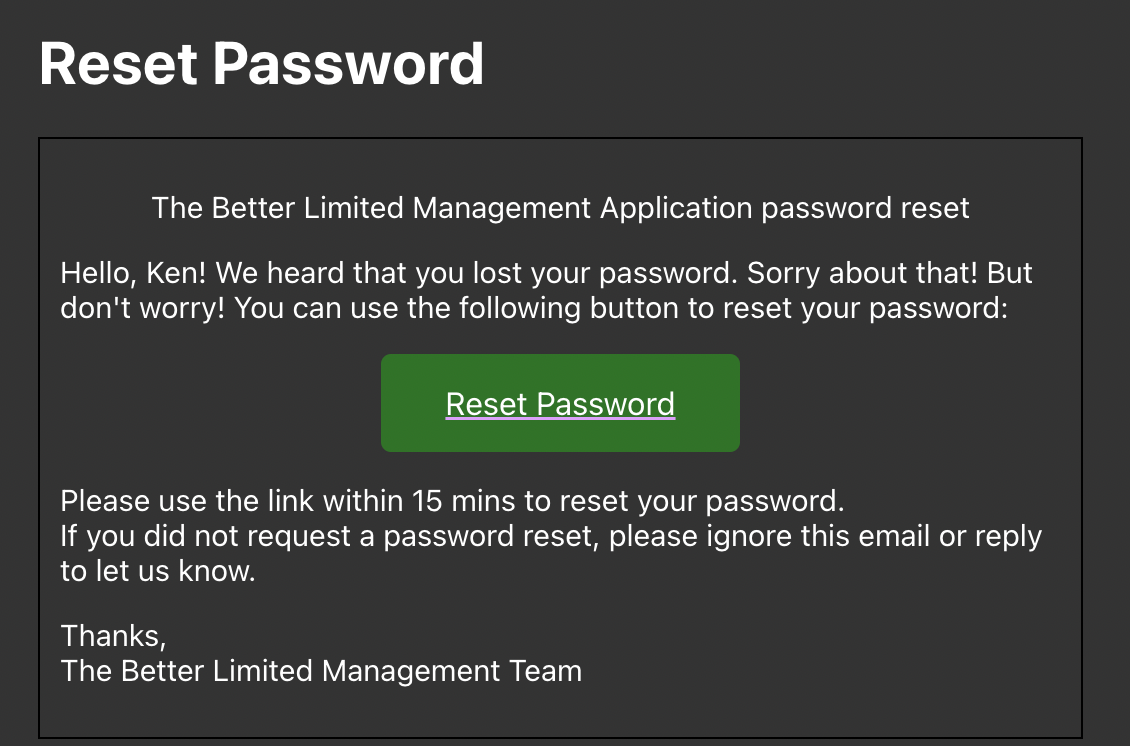 Reset Password
The Better Limited Management Application password reset
Hello, Ken! We heard that you lost your password. Sorry about that! But
don't worry! You can use the following button to reset your password:
Reset Password
Please use the link within 15 mins to reset your password.
If you did not request a password reset, please ignore this email or reply
to let us know.
Thanks,
The Better Limited Management Team